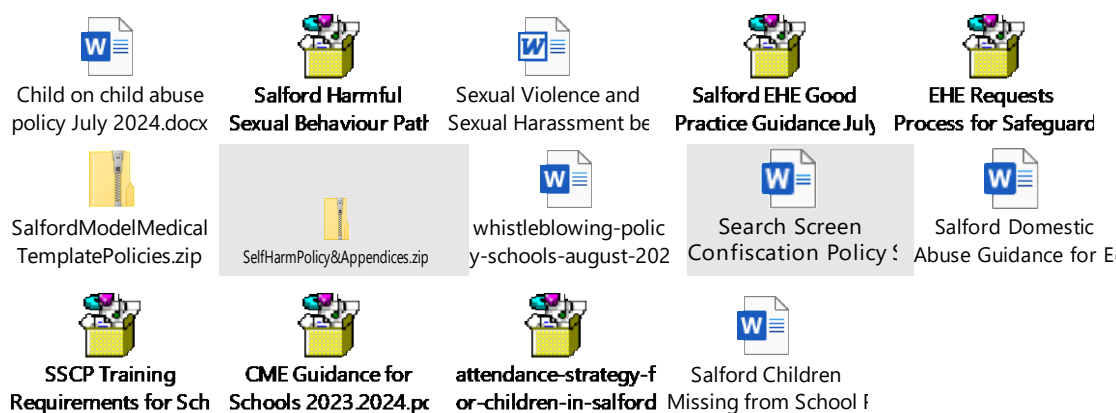 Child on child abuse
policy July 2024.docx
Salford Harmful
Sexual Behaviour Path
Sexual Violence and
Sexual Harassment be
Salford EHE Good
Practice Guidance July
EHE Requests
Process for Safeguard
SalfordModelMedical
TemplatePolicies.zip
SelfHarmPolicy&Appendices.zip
whistleblowing-polic
y-schools-august-202
Search Screen
Confiscation Policy S
Salford Domestic
Abuse Guidance for E
SSCP Training
Requirements for Sch
CME Guidance for
Schools 2023.2024.pd
attendance-strategy-f
or-children-in-salford
Salford Children
Missing from School P